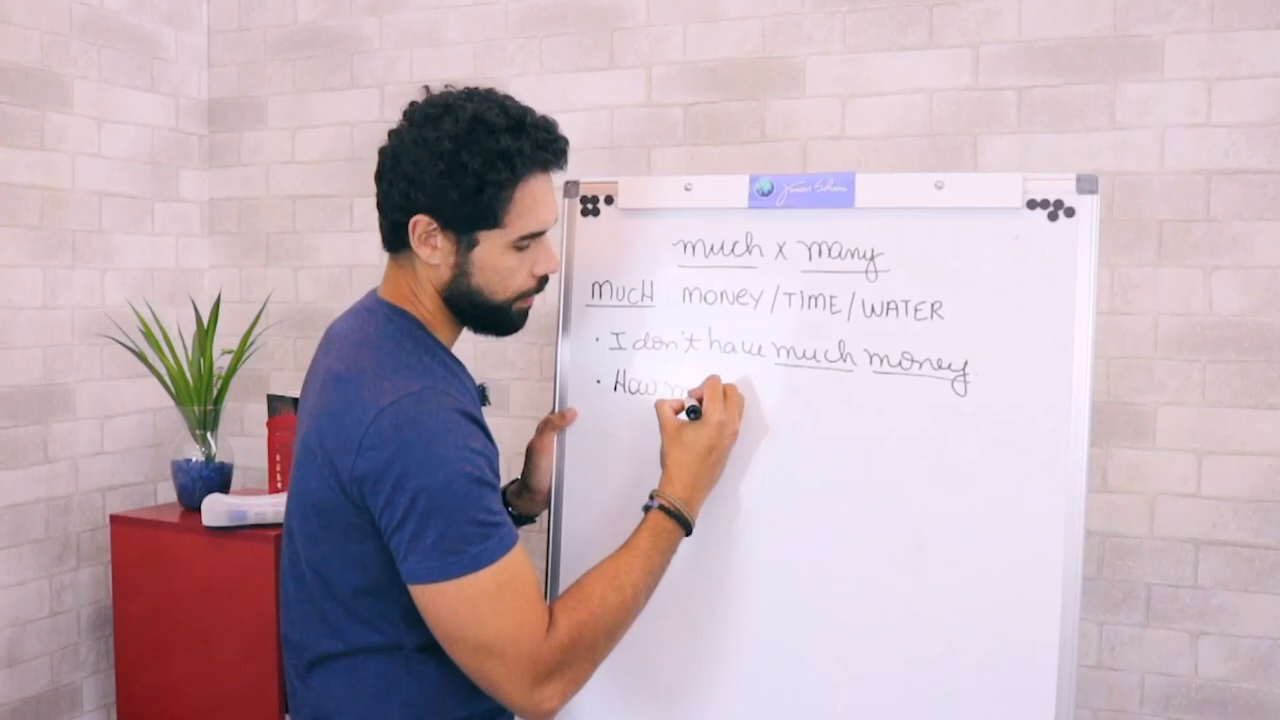 much x many
MUCH MONEY/TIME/WATER
· I don't have much money.
· How m